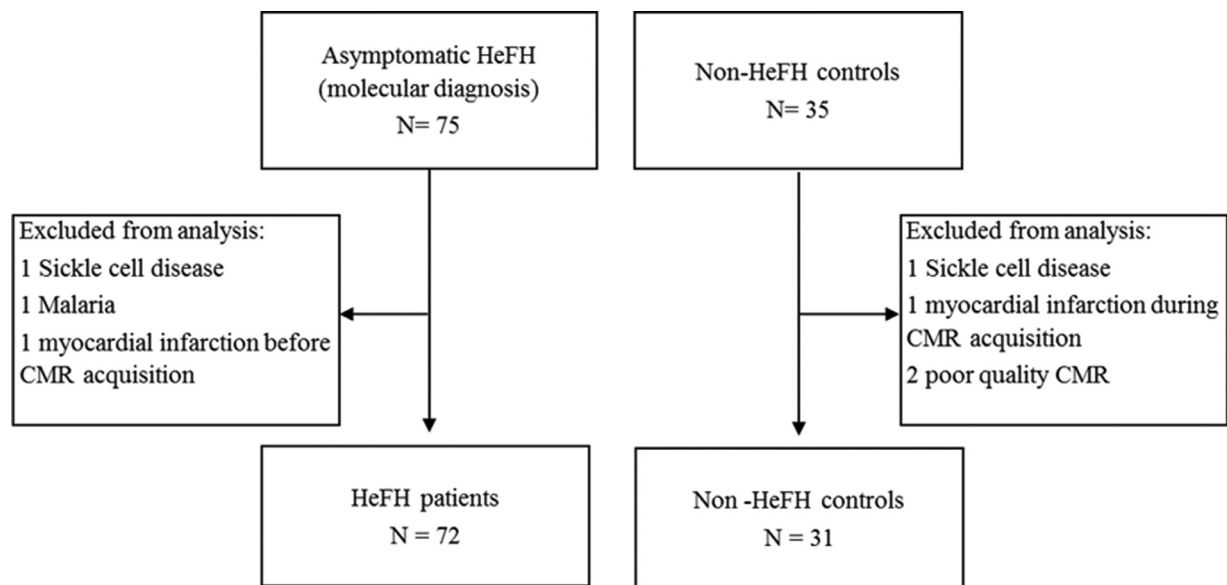 Asymptomatic HeFH
(molecular diagnosis)
N= 75
Non-HeFH controls
N= 35
Excluded from analysis:
1 Sickle cell disease
1 Malaria
1 myocardial infarction before
CMR acquisition
Excluded from analysis:
1 Sickle cell disease
1 myocardial infarction during
CMR acquisition
2 poor quality CMR
HeFH patients
N = 72
Non -HeFH controls
N = 31